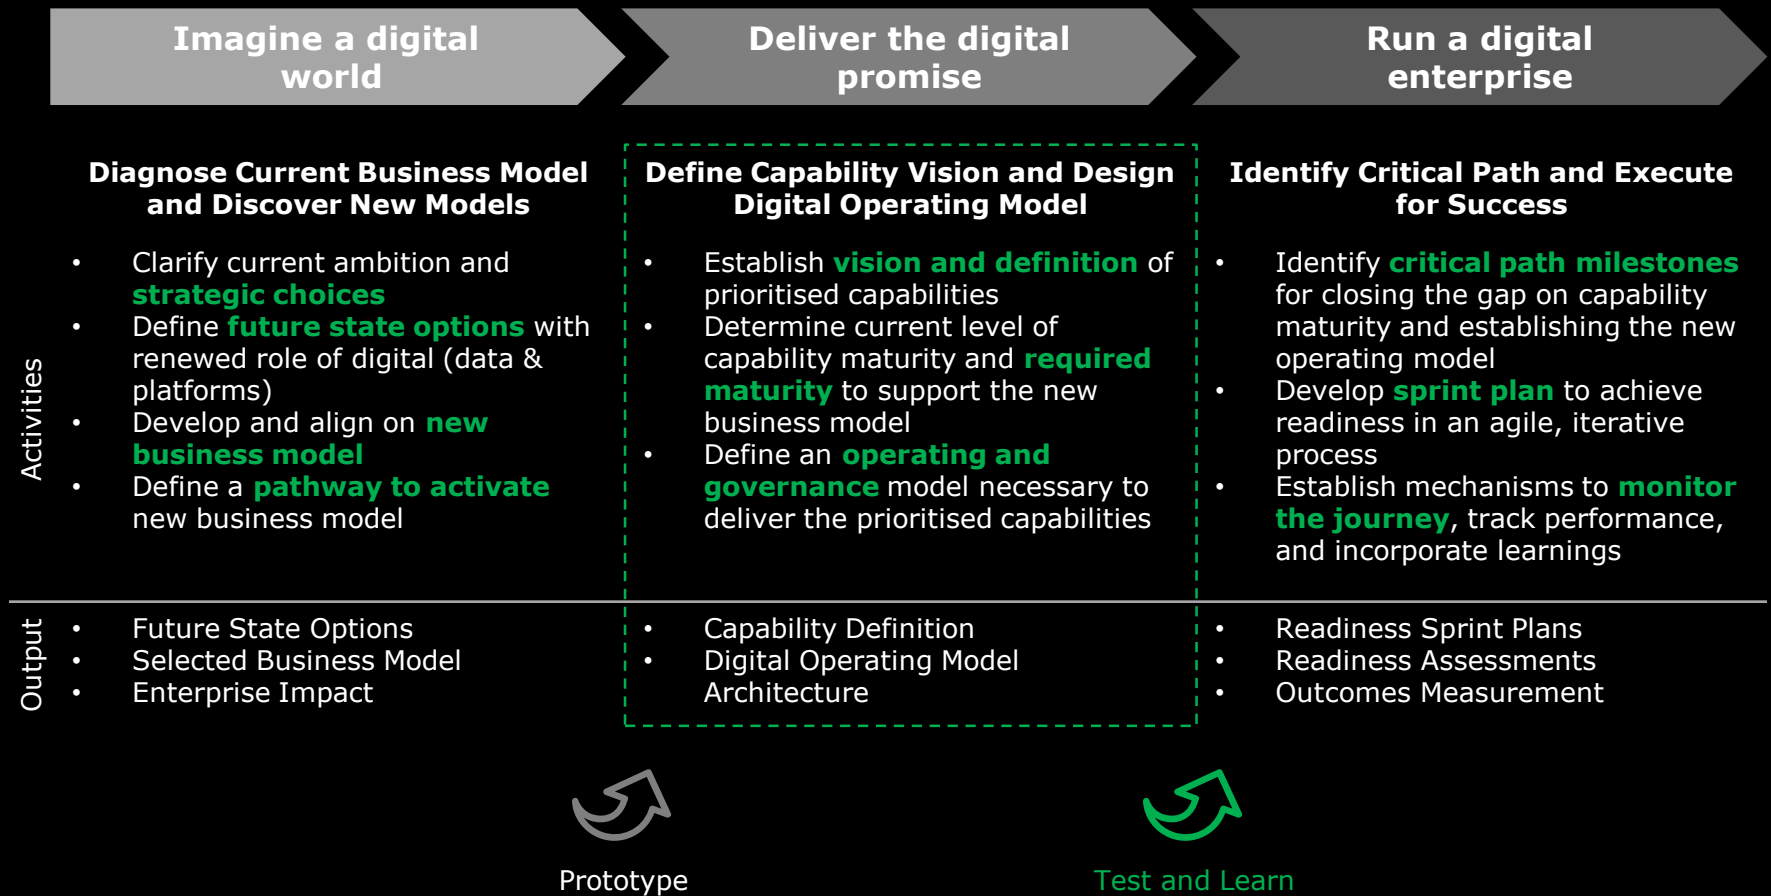 Imagine a digital
world
Deliver the digital
promise
Run a digital
enterprise
Activities
Diagnose Current Business Model
and Discover New Models
• Clarify current ambition and
strategic choices
• Define future state options with
renewed role of digital (data &
platforms)
• Develop and align on new
business model
• Define a pathway to activate
new business model
Define Capability Vision and Design
Digital Operating Model
• Establish vision and definition of
prioritised capabilities
• Determine current level of
capability maturity and required
maturity to support the new
business model
• Define an operating and
governance model necessary to
deliver the prioritised capabilities
Identify Critical Path and Execute
for Success
• Identify critical path milestones
for closing the gap on capability
maturity and establishing the new
operating model
• Develop sprint plan to achieve
readiness in an agile, iterative
process
• Establish mechanisms to monitor
the journey, track performance,
and incorporate learnings
Output
• Future State Options
• Selected Business Model
• Enterprise Impact
• Capability Definition
• Digital Operating Model
Architecture
• Readiness Sprint Plans
• Readiness Assessments
• Outcomes Measurement
Prototype
Test and Learn